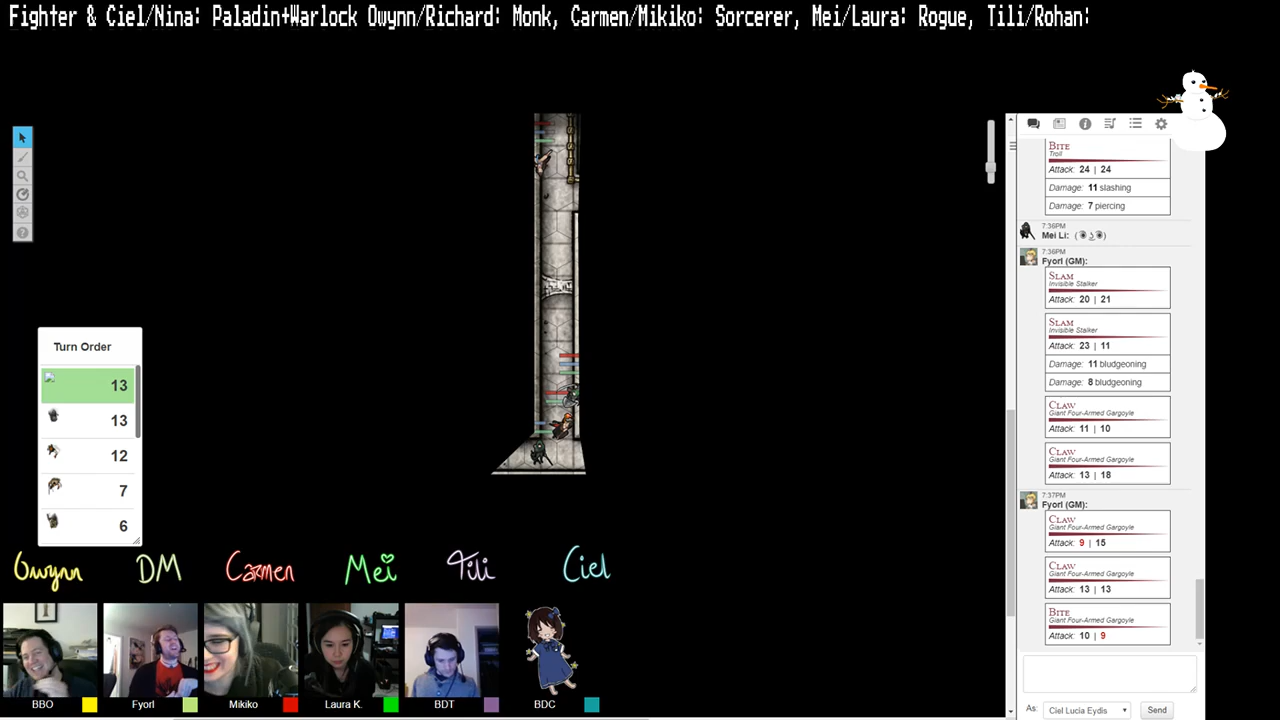 Fighter & Ciel/Nina: Paladin+Warlock Owynn/Richard: Monk, Carmen/Mikiko: Sorcerer, Mei/Laura: Rogue, Tili/Rohan:
Turn Order
13
13
12
7
6
BITE
Troll
Attack: 24 | 24
Damage: 11 slashing
Damage: 7 piercing
7:36PM
Mei Li: ( ͡👁️ ͜ʖ ͡👁️)
7:36PM
Fyorl (GM):
SLAM
Invisible Stalker
Attack: 20 | 21
SLAM
Invisible Stalker
Attack: 23 | 11
Damage: 11 bludgeoning
Damage: 8 bludgeoning
CLAW
Giant Four-Armed Gargoyle
Attack: 11 | 10
CLAW
Giant Four-Armed Gargoyle
Attack: 13 | 18
7:37PM
Fyorl (GM):
CLAW
Giant Four-Armed Gargoyle
Attack: 9 | 15
CLAW
Giant Four-Armed Gargoyle
Attack: 13 | 13
BITE
Giant Four-Armed Gargoyle
Attack: 10 | 9
As: Ciel Lucia Eydis Send
Owynn DM Carmen Mei Tili Ciel
BBO Fyorl Mikiko Laura K. BDT BDC